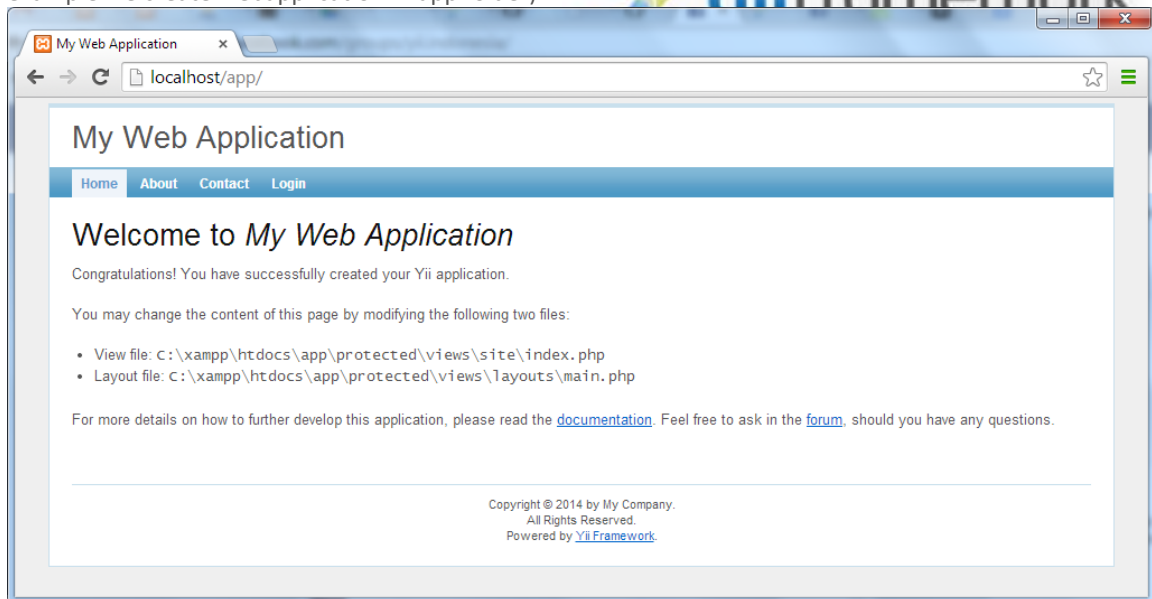 My Web Application
localhost/app/
My Web Application
Home About Contact Login
Welcome to My Web Application
Congratulations! You have successfully created your Yii application.
You may change the content of this page by modifying the following two files:
• View file: C:\xampp\htdocs\app\protected\views\site\index.php
• Layout file: C:\xampp\htdocs\app\protected\views\layouts\main.php
For more details on how to further develop this application, please read the documentation. Feel free to ask in the forum, should you have any questions.
Copyright © 2014 by My Company.
All Rights Reserved.
Powered by Yii Framework.